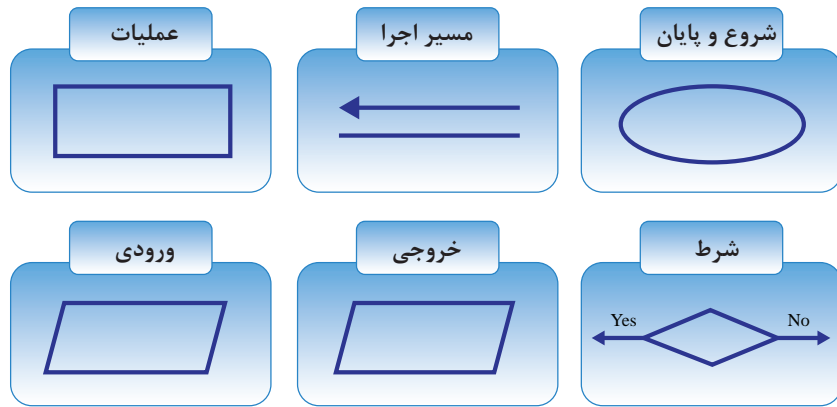 شروع و پایان
مسیر اجرا
عملیات
شرط
خروجی
ورودی
Yes
No